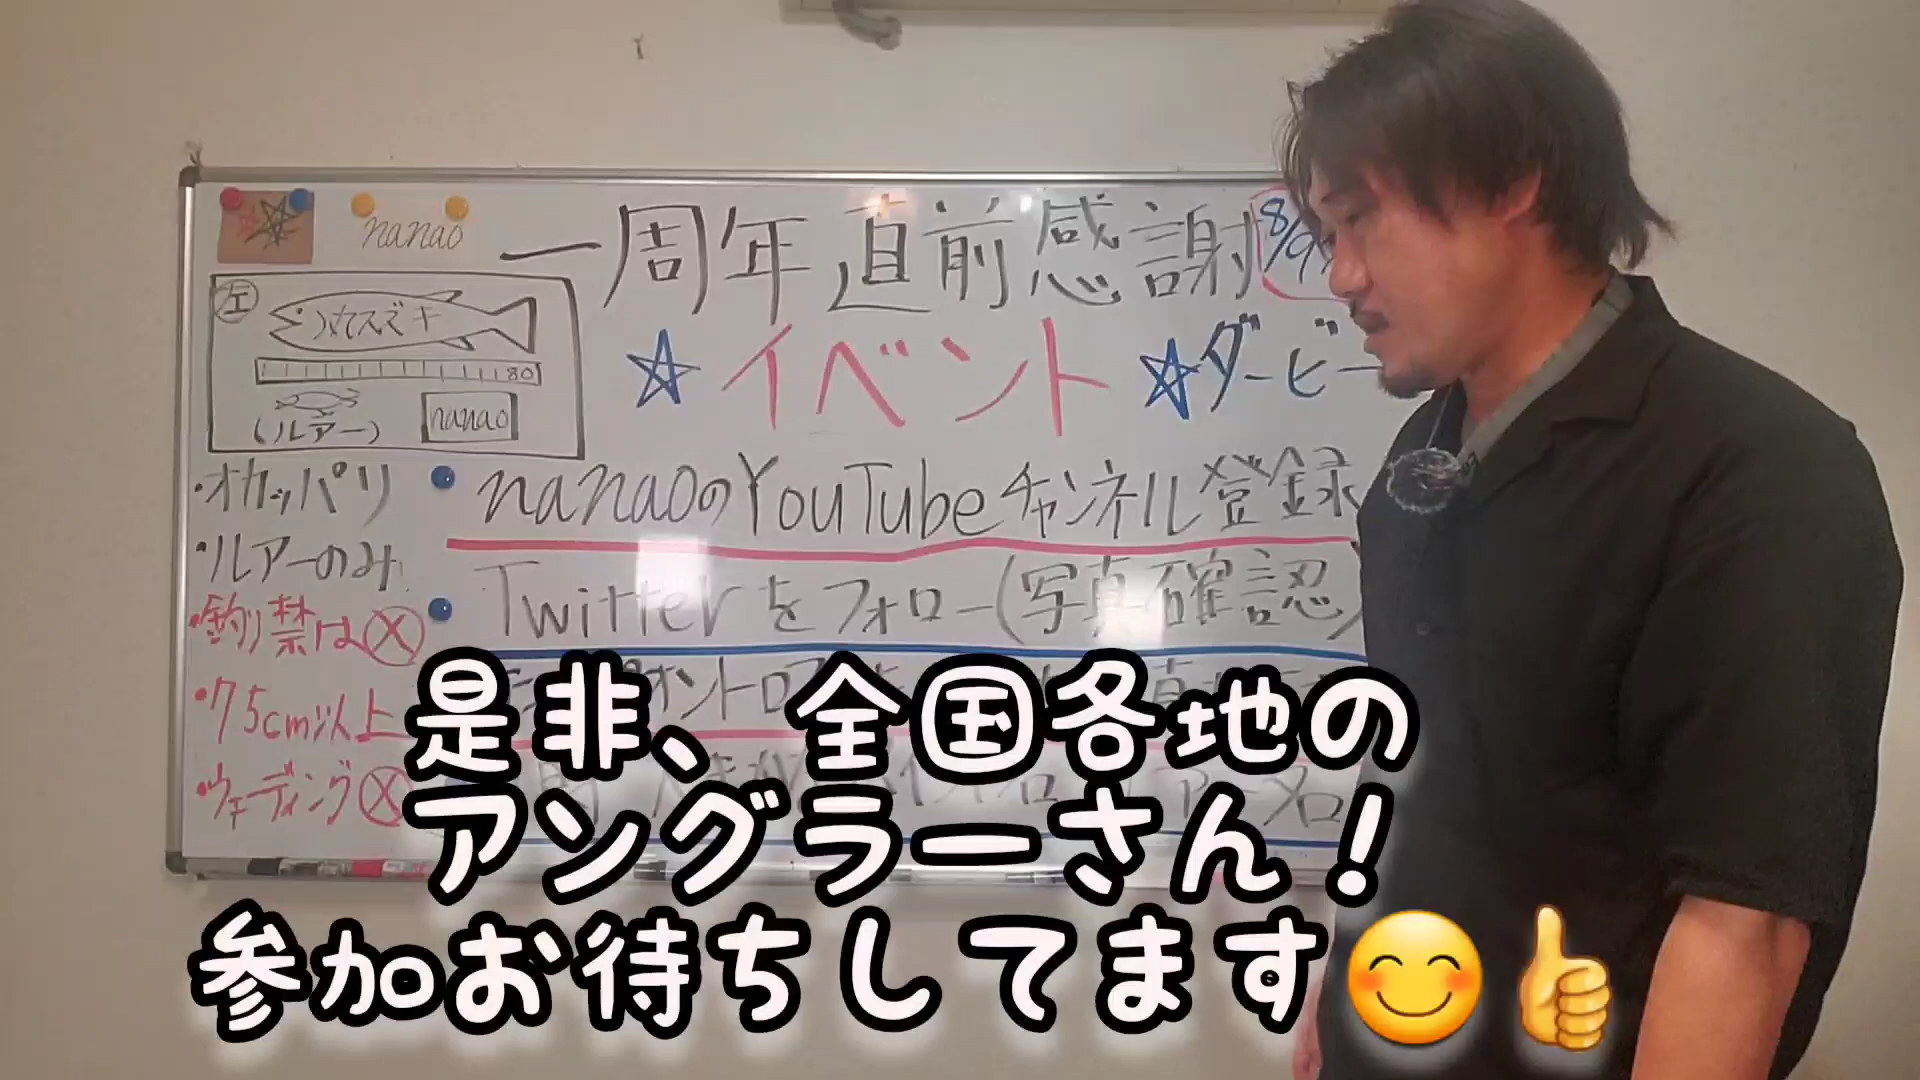 nanao
一周年直前感謝
8/9
左
マルスズキ
80
(ルアー)
nanao
☆イベント☆ダービー
・オカッパリ
・ルアーのみ
・釣り禁は×
・75cm以上
・ウェーディング×
nanaoのYouTubeチャンネル登録
Twitterをフォロー(写真確認)
是非、全国各地の
アングラーさん!
参加お待ちしてます😊👍